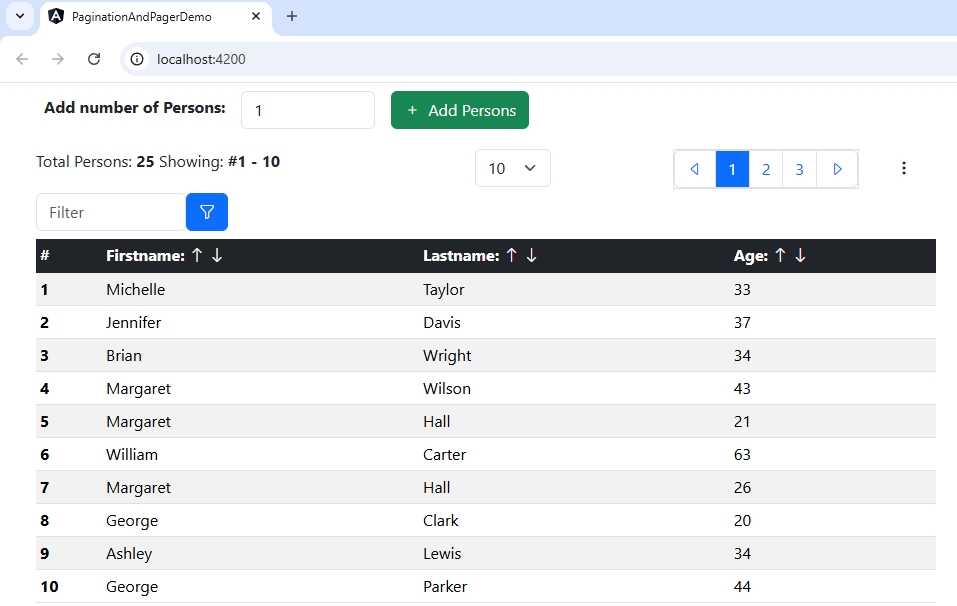 PaginationAndPagerDemo
localhost:4200
Add number of Persons: 1 + Add Persons
Total Persons: 25 Showing: #1 - 10 10 1 2 3
Filter
# Firstname: ↑ ↓ Lastname: ↑ ↓ Age: ↑ ↓
1 Michelle Taylor 33
2 Jennifer Davis 37
3 Brian Wright 34
4 Margaret Wilson 43
5 Margaret Hall 21
6 William Carter 63
7 Margaret Hall 26
8 George Clark 20
9 Ashley Lewis 34
10 George Parker 44